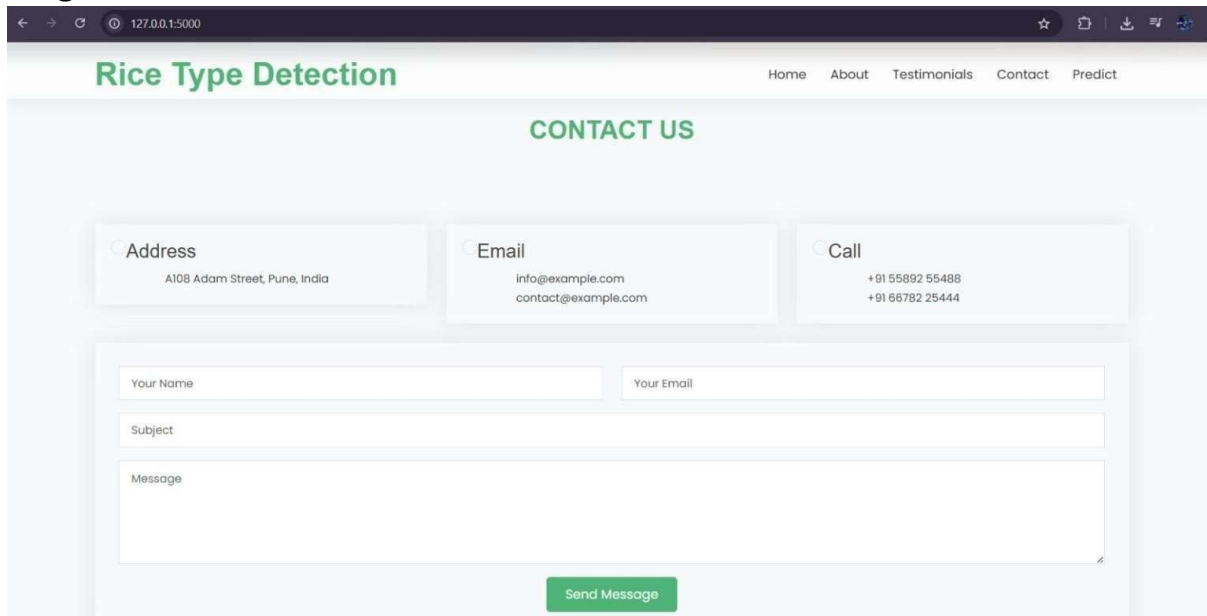 127.0.0.1:5000
Rice Type Detection
Home About Testimonials Contact Predict
CONTACT US
Address
A108 Adam Street, Pune, India
Email
info@example.com
contact@example.com
Call
+91 55892 55488
+91 66782 25444
Your Name
Your Email
Subject
Message
Send Message